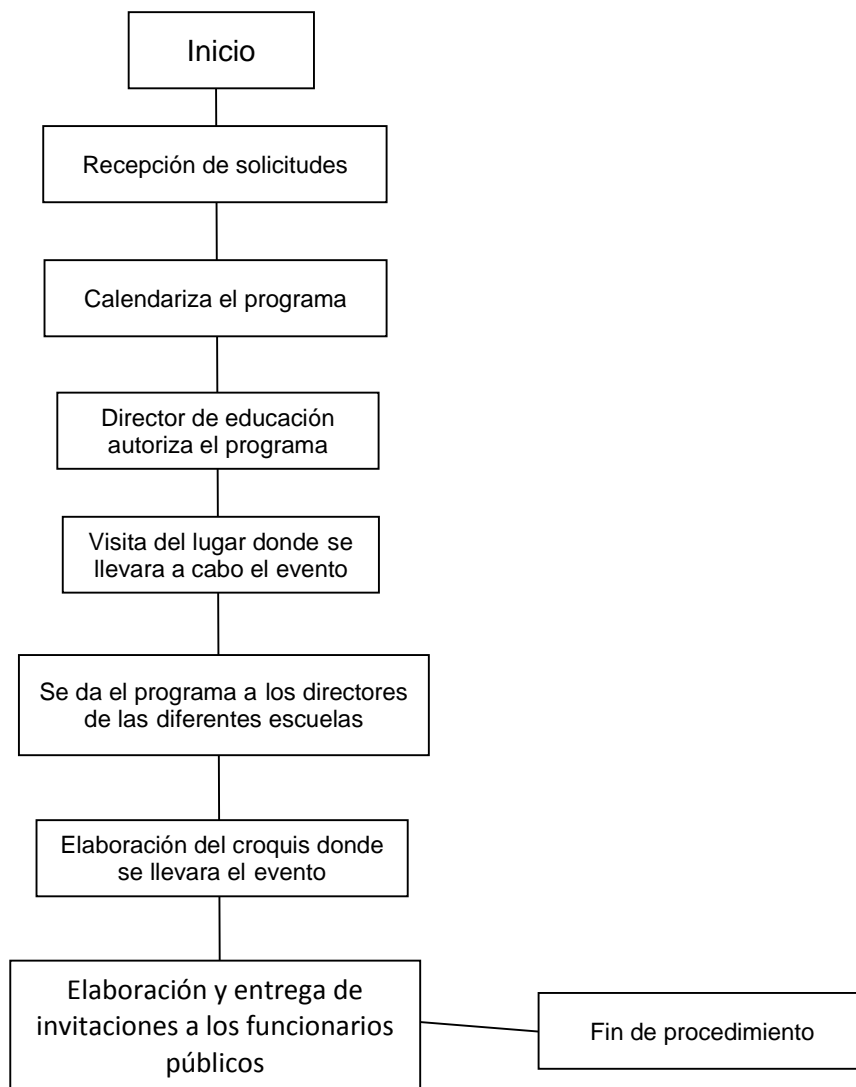 Inicio
Recepción de solicitudes
Calendariza el programa
Director de educación
autoriza el programa
Visita del lugar donde se
llevara a cabo el evento
Se da el programa a los directores
de las diferentes escuelas
Elaboración del croquis donde
se llevara el evento
Elaboración y entrega de
invitaciones a los funcionarios
públicos
Fin de procedimiento